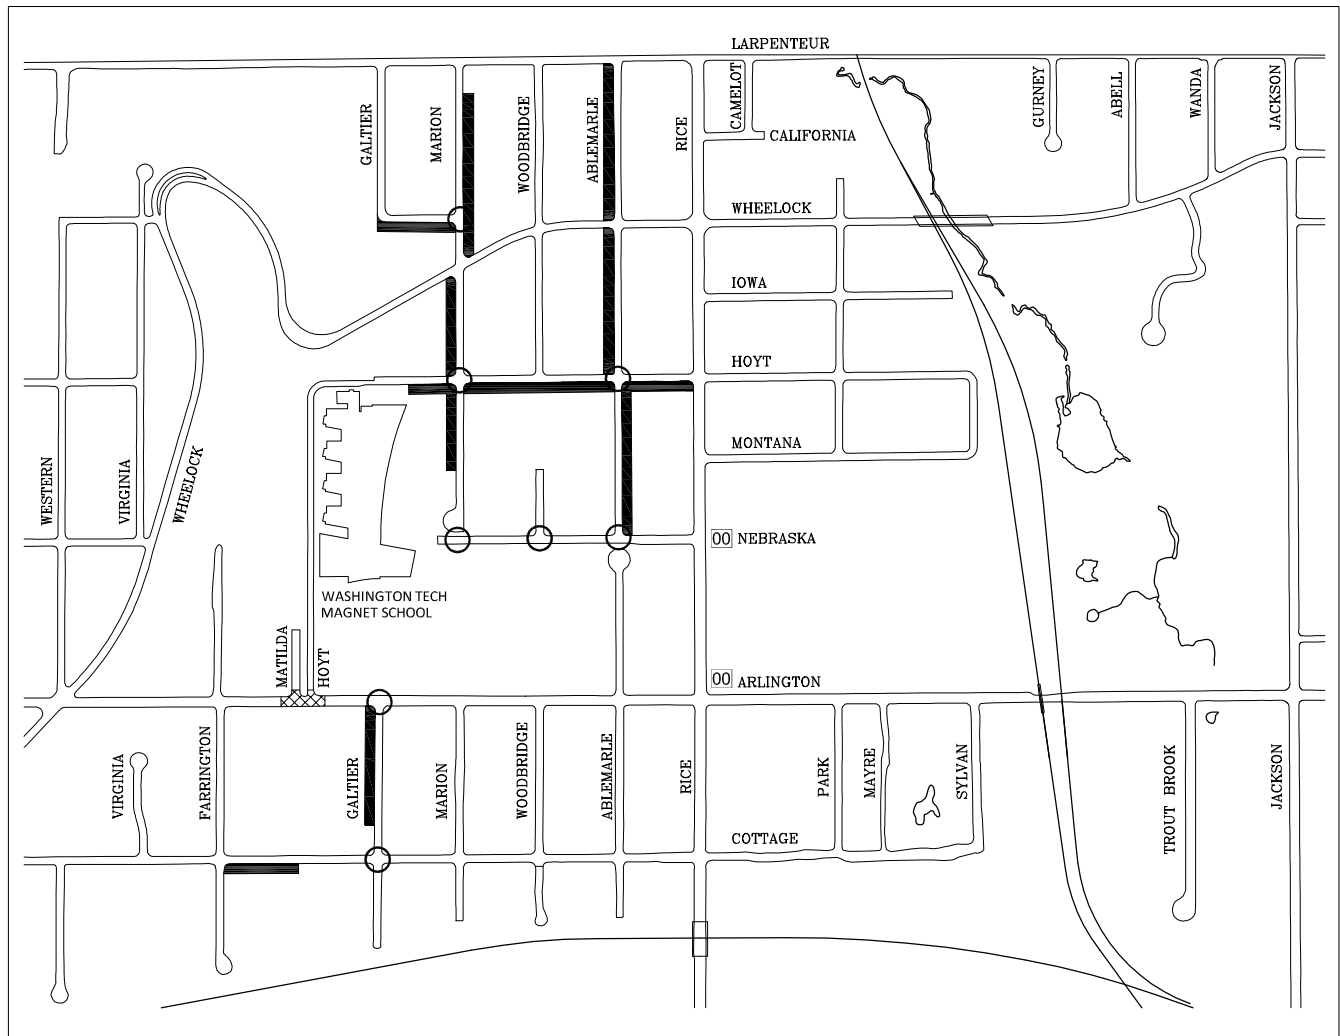 LARPENTEUR
GALTIER
MARION
WOODBRIDGE
ABLEMARLE
RICE
CAMELOT
CALIFORNIA
GURNEY
ABELL
WANDA
JACKSON
WHEELOCK
IOWA
HOYT
MONTANA
WESTERN
VIRGINIA
WHEELOCK
00 NEBRASKA
WASHINGTON TECH
MAGNET SCHOOL
MATILDA
HOYT
00 ARLINGTON
VIRGINIA
FARRINGTON
GALTIER
MARION
WOODBRIDGE
ABLEMARLE
RICE
PARK
MAYRE
SYLVAN
TROUT BROOK
JACKSON
COTTAGE